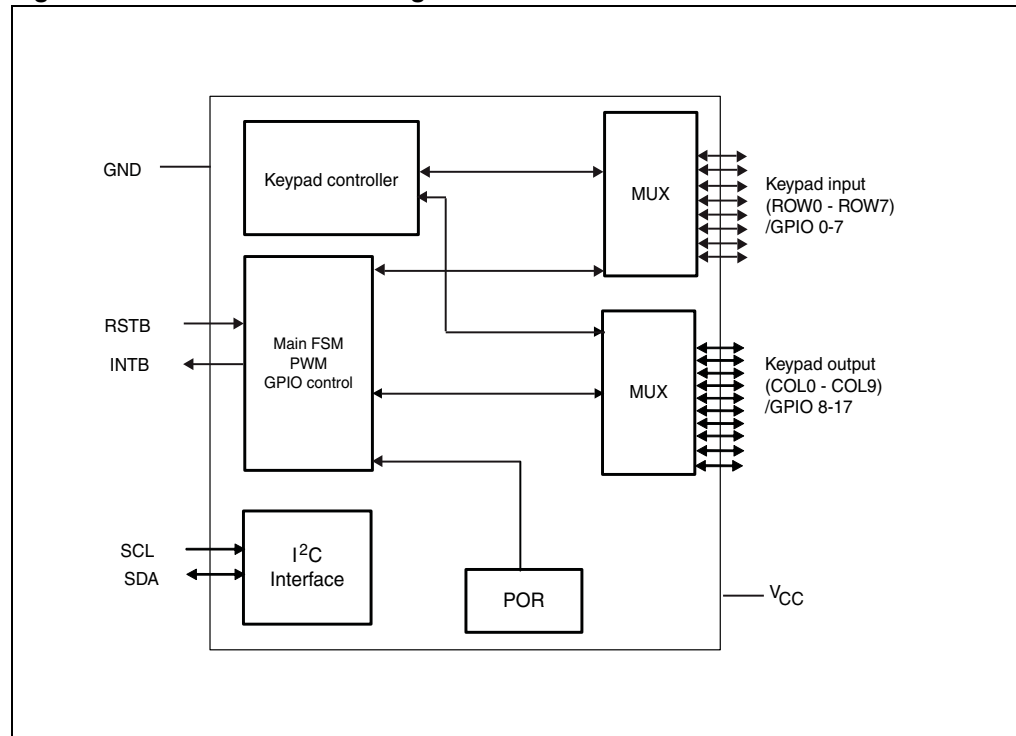 GND
Keypad controller
MUX
Keypad input
(ROW0 - ROW7)
/GPIO 0-7
RSTB
INTB
Main FSM
PWM
GPIO control
MUX
Keypad output
(COL0 - COL9)
/GPIO 8-17
SCL
SDA
I²C
Interface
POR
VCC